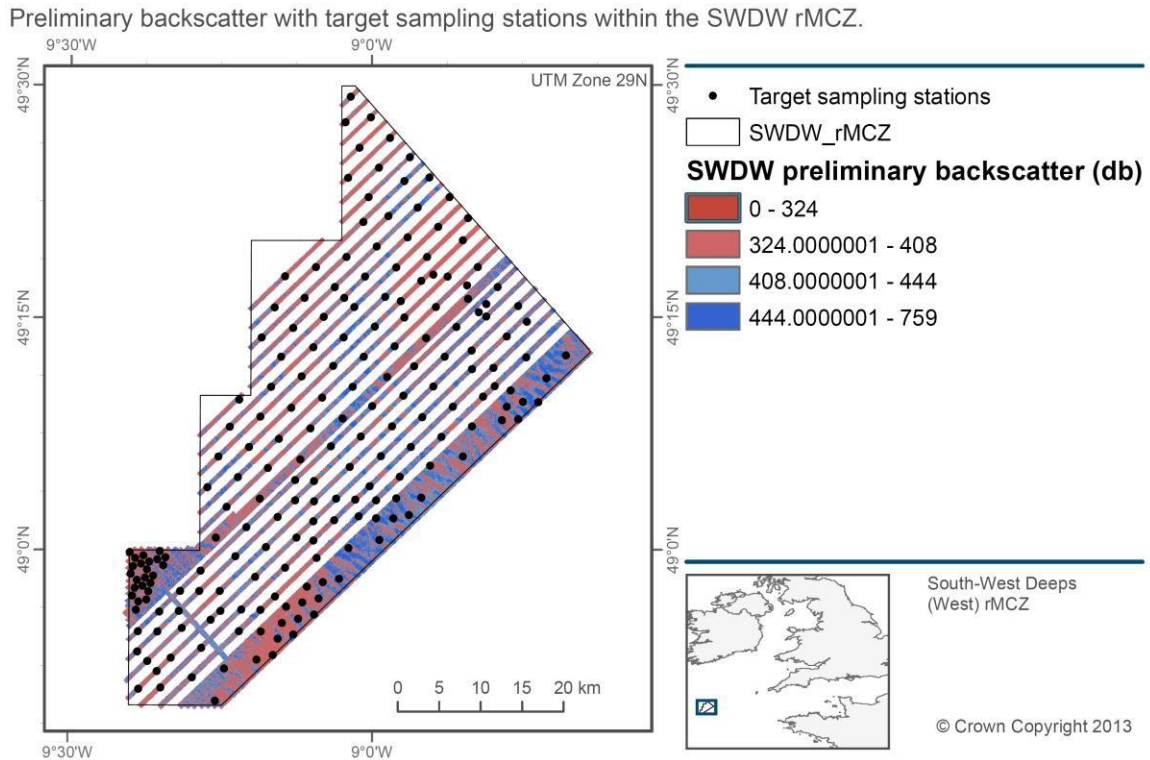 Preliminary backscatter with target sampling stations within the SWDW rMCZ.
9°30'W
9°0'W
49°30'N
UTM Zone 29N
49°30'N
Target sampling stations
SWDW_rMCZ
SWDW preliminary backscatter (db)
0 - 324
324.0000001 - 408
408.0000001 - 444
444.0000001 - 759
49°15'N
49°15'N
49°0'N
49°0'N
South-West Deeps
(West) rMCZ
0 5 10 15 20 km
© Crown Copyright 2013
9°30'W
9°0'W